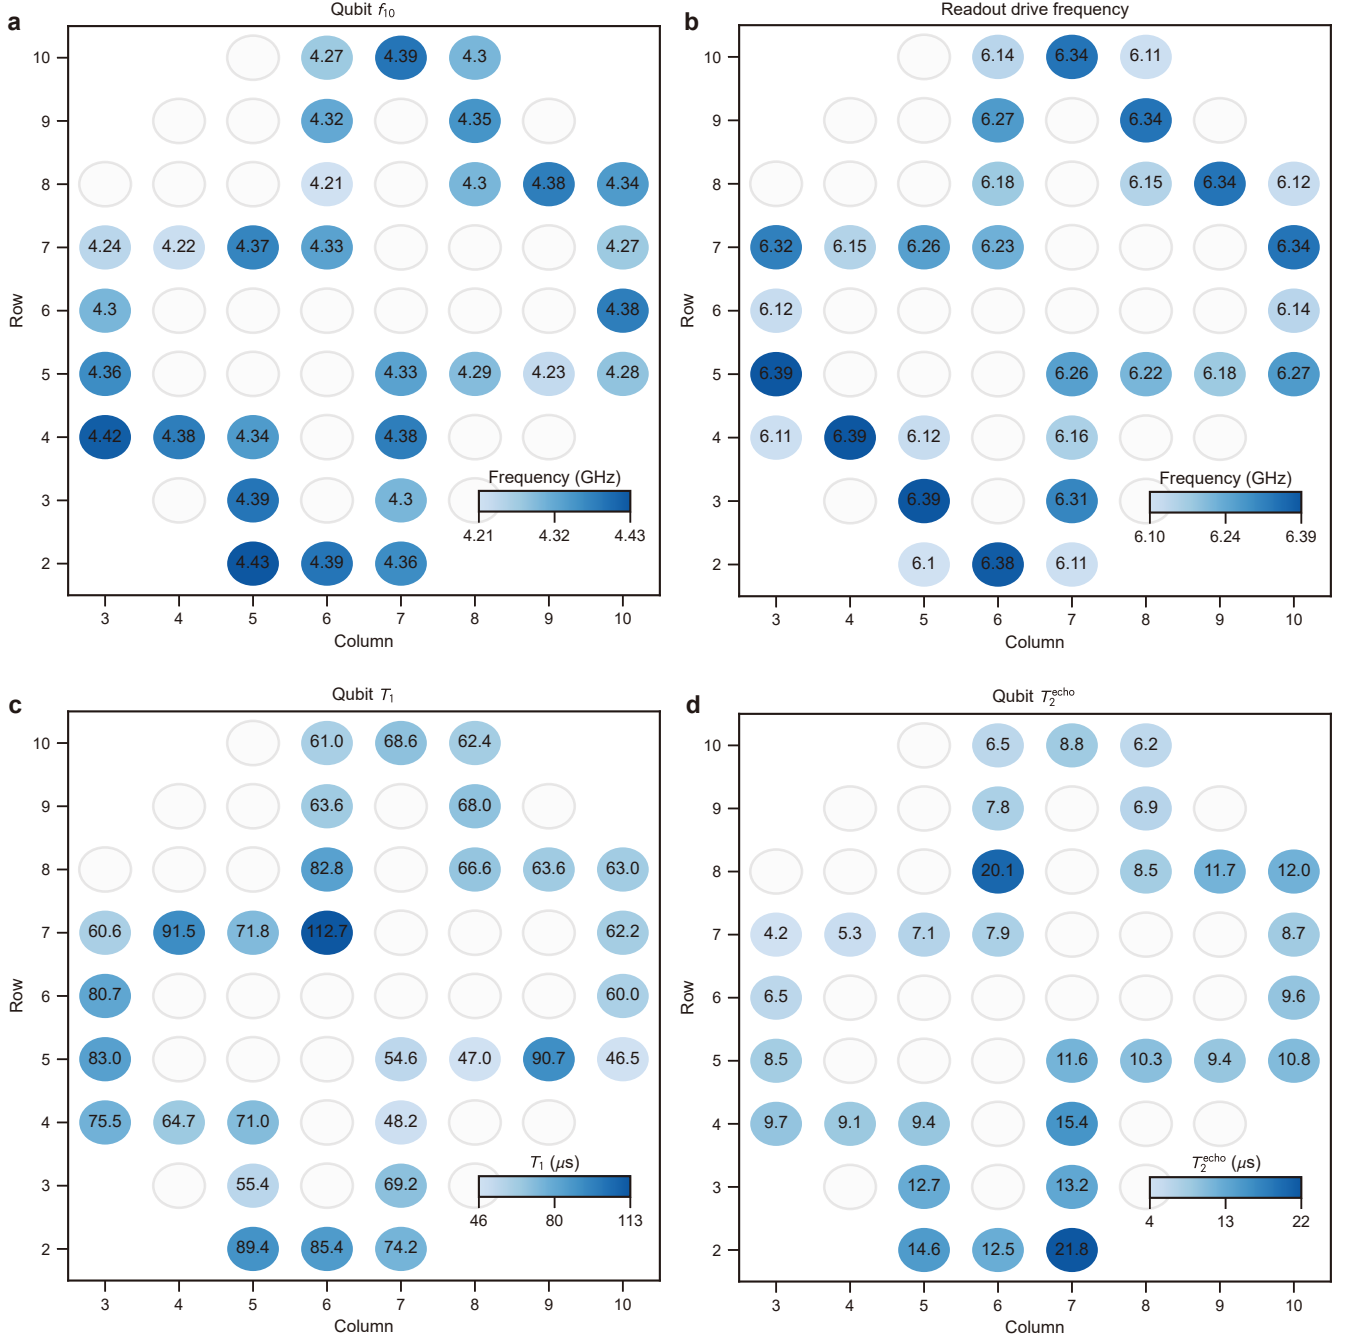 a
Qubit f10
10 4.27 4.39 4.3
9 4.32 4.35
8 4.21 4.3 4.38 4.34
7 4.24 4.22 4.37 4.33 4.27
6 4.3 4.38
5 4.36 4.33 4.29 4.23 4.28
4 4.42 4.38 4.34 4.38
3 4.39 4.3
2 4.43 4.39 4.36
Row
Frequency (GHz)
4.21 4.32 4.43
3 4 5 6 7 8 9 10
Column
b
Readout drive frequency
10 6.14 6.34 6.11
9 6.27 6.34
8 6.18 6.15 6.34 6.12
7 6.32 6.15 6.26 6.23 6.34
6 6.12 6.14
5 6.39 6.26 6.22 6.18 6.27
4 6.11 6.39 6.12 6.16
3 6.39 6.31
2 6.1 6.38 6.11
Row
Frequency (GHz)
6.10 6.24 6.39
3 4 5 6 7 8 9 10
Column
c
Qubit T1
10 61.0 68.6 62.4
9 63.6 68.0
8 82.8 66.6 63.6 63.0
7 60.6 91.5 71.8 112.7 62.2
6 80.7 60.0
5 83.0 54.6 47.0 90.7 46.5
4 75.5 64.7 71.0 48.2
3 55.4 69.2
2 89.4 85.4 74.2
Row
T1 (μs)
46 80 113
3 4 5 6 7 8 9 10
Column
d
Qubit T2echo
10 6.5 8.8 6.2
9 7.8 6.9
8 20.1 8.5 11.7 12.0
7 4.2 5.3 7.1 7.9 8.7
6 6.5 9.6
5 8.5 11.6 10.3 9.4 10.8
4 9.7 9.1 9.4 15.4
3 12.7 13.2
2 14.6 12.5 21.8
Row
T2echo (μs)
4 13 22
3 4 5 6 7 8 9 10
Column